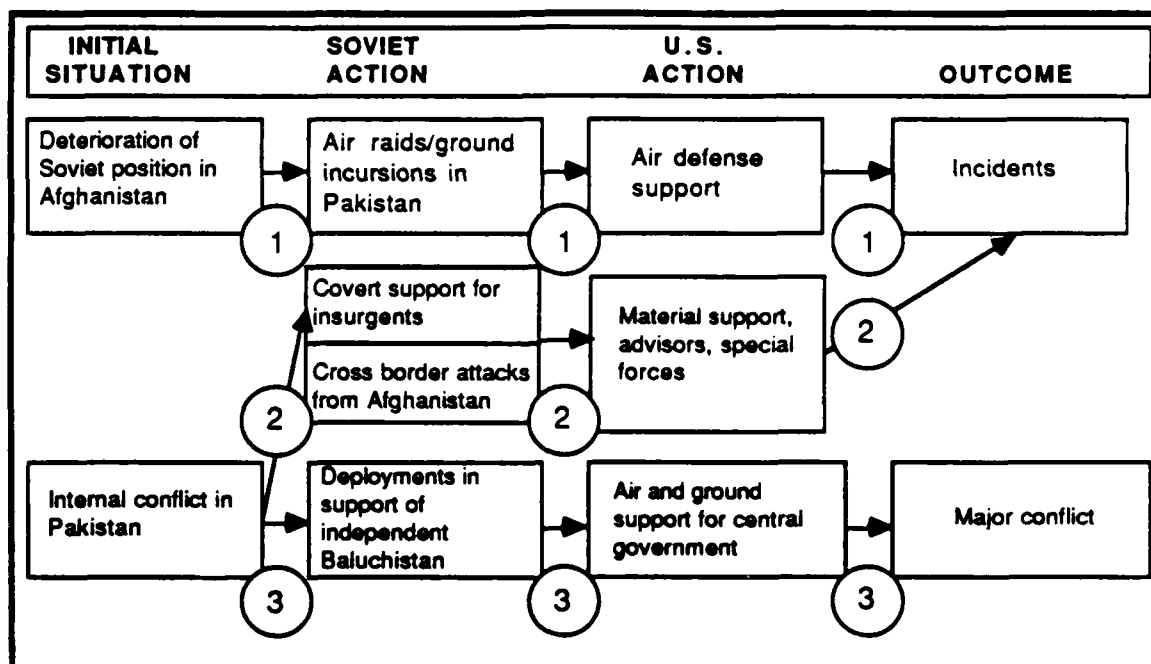 INITIAL
SITUATION
SOVIET
ACTION
U.S.
ACTION
OUTCOME
Deterioration of
Soviet position in
Afghanistan
Air raids/ground
incursions in
Pakistan
Air defense
support
Incidents
1
1
1
Covert support for
insurgents
Cross border attacks
from Afghanistan
Material support,
advisors, special
forces
2
2
2
Internal conflict in
Pakistan
Deployments in
support of
independent
Baluchistan
Air and ground
support for central
government
Major conflict
3
3
3